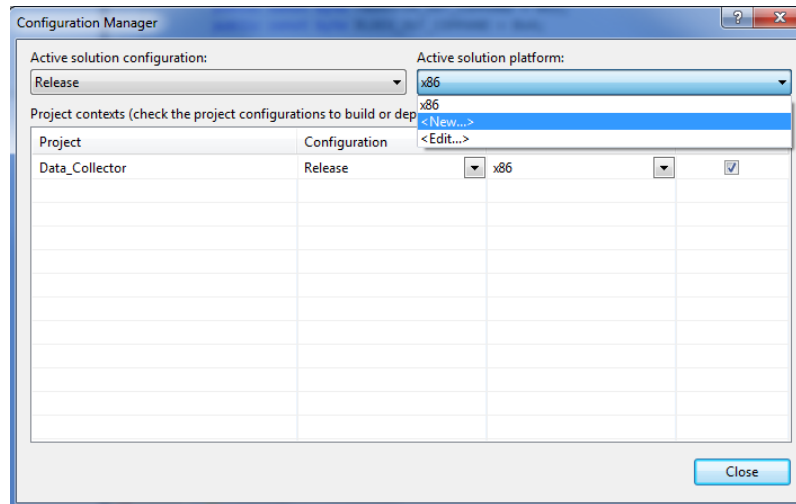 Configuration Manager
?
X
Active solution configuration:
Active solution platform:
Release
x86
x86
<New...>
<Edit...>
Project contexts (check the project configurations to build or dep
Project
Configuration
Data_Collector
Release
x86
Close